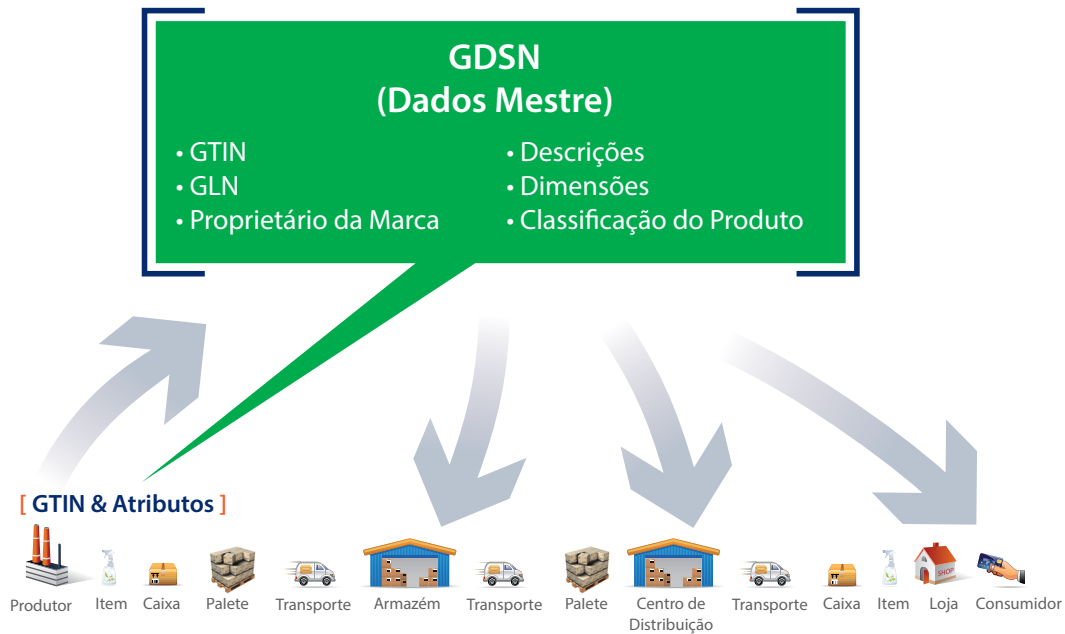 GDSN
(Dados Mestre)
• GTIN
• GLN
• Proprietário da Marca
• Descrições
• Dimensões
• Classificação do Produto
[ GTIN & Atributos ]
Produtor
Item
Caixa
Palete
Transporte
Armazém
Transporte
Palete
Centro de
Distribuição
Transporte
Caixa
Item
SHOP
Loja
Consumidor